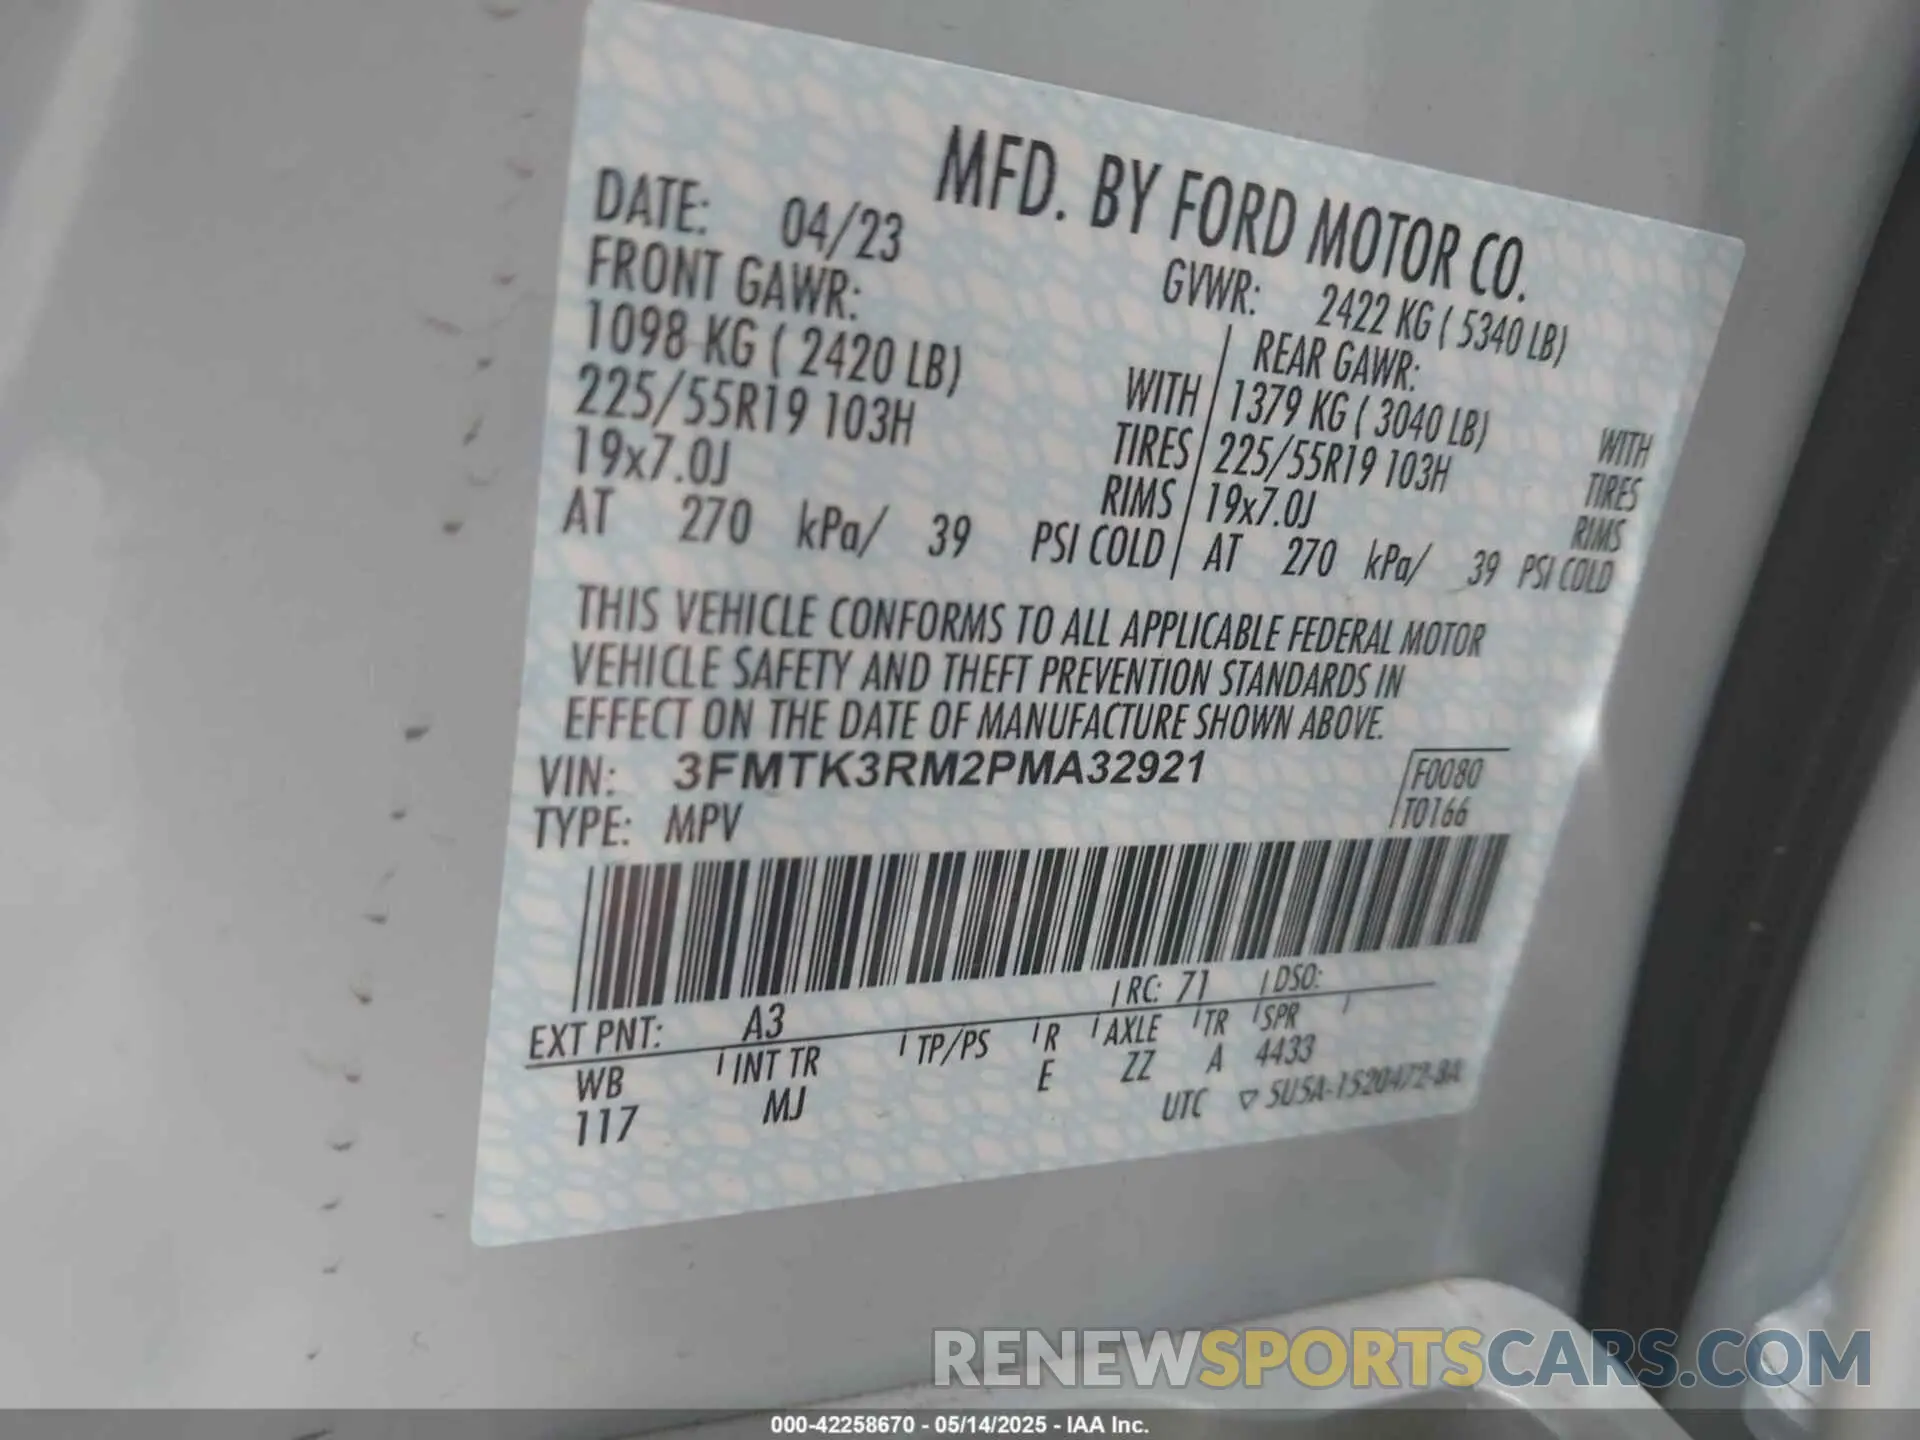 MFD. BY FORD MOTOR CO.
DATE: 04/23
GVWR: 2422 KG ( 5340 LB)
FRONT GAWR:
REAR GAWR:
1098 KG ( 2420 LB) WITH
1379 KG ( 3040 LB) WITH
225/55R19 103H TIRES
225/55R19 103H TIRES
19x7.0J RIMS
19x7.0J RIMS
AT 270 kPa/ 39 PSI COLD
AT 270 kPa/ 39 PSI COLD
THIS VEHICLE CONFORMS TO ALL APPLICABLE FEDERAL MOTOR
VEHICLE SAFETY AND THEFT PREVENTION STANDARDS IN
EFFECT ON THE DATE OF MANUFACTURE SHOWN ABOVE.
VIN: 3FMTK3RM2PMA32921
F0080
TYPE: MPV
T0166
EXT PNT: A3 RC: 71 DSO:
WB INT TR TP/PS R AXLE TR SPR
117 MJ E ZZ A 4433
UTC SU5A-1520472-BA
RENEWSPORTSCARS.COM
000-42258670 - 05/14/2025 - IAA Inc.